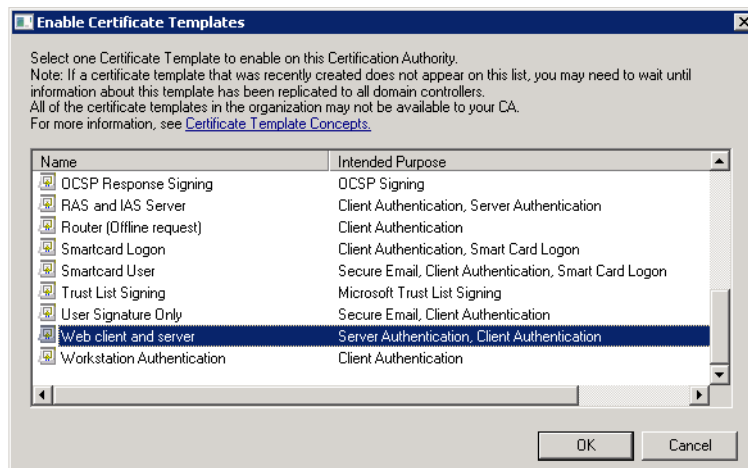 Enable Certificate Templates
Select one Certificate Template to enable on this Certification Authority.
Note: If a certificate template that was recently created does not appear on this list, you may need to wait until
information about this template has been replicated to all domain controllers.
All of the certificate templates in the organization may not be available to your CA.
For more information, see Certificate Template Concepts.
Name Intended Purpose
OCSP Response Signing OCSP Signing
RAS and IAS Server Client Authentication, Server Authentication
Router (Offline request) Client Authentication
Smartcard Logon Client Authentication, Smart Card Logon
Smartcard User Secure Email, Client Authentication, Smart Card Logon
Trust List Signing Microsoft Trust List Signing
User Signature Only Secure Email, Client Authentication
Web client and server Server Authentication, Client Authentication
Workstation Authentication Client Authentication
OK Cancel